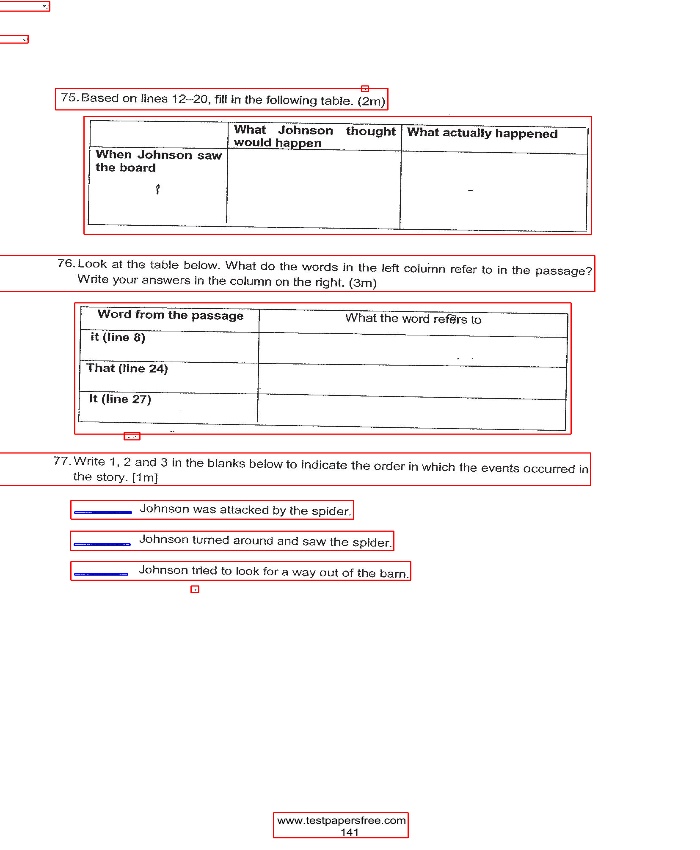 75. Based on lines 12-20, fill in the following table. (2m)
What Johnson thought would happen
What actually happened
When Johnson saw the board
76. Look at the table below. What do the words in the left column refer to in the passage?
Write your answers in the column on the right. (3m)
Word from the passage
What the word refers to
it (line 8)
That (line 24)
It (line 27)
77. Write 1, 2 and 3 in the blanks below to indicate the order in which the events occurred in
the story. [1m]
Johnson was attacked by the spider.
Johnson turned around and saw the spider.
Johnson tried to look for a way out of the barn.
www.testpapersfree.com
141